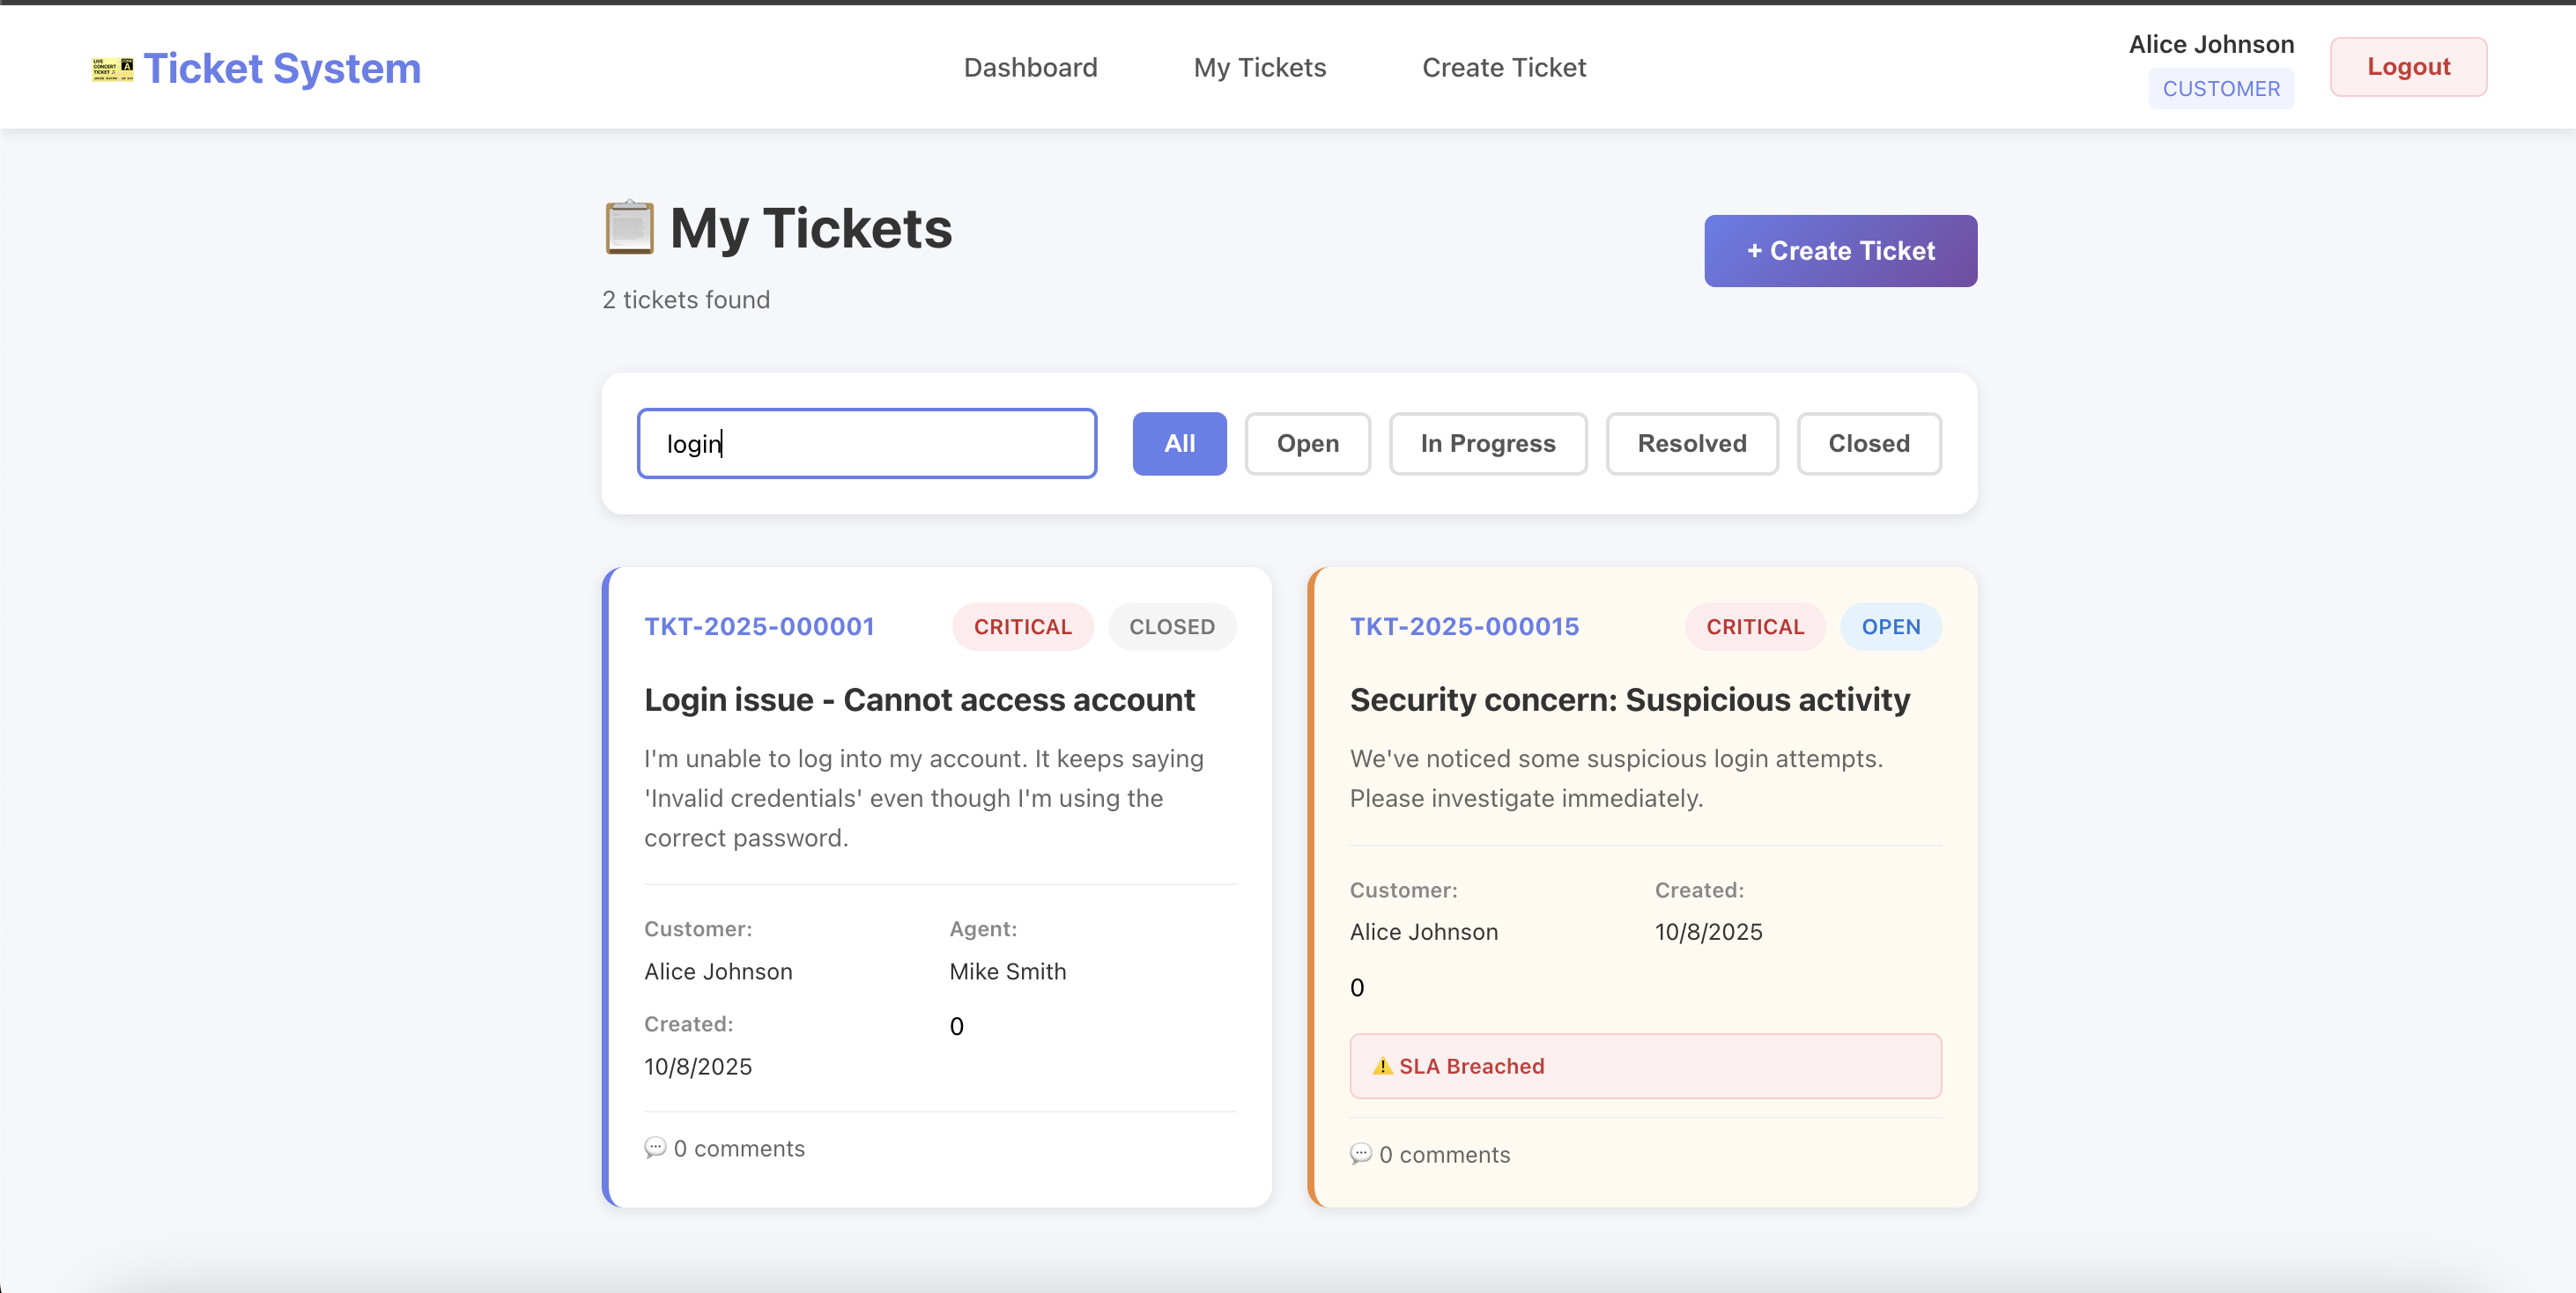 Ticket System
Dashboard
My Tickets
Create Ticket
Alice Johnson
CUSTOMER
Logout
My Tickets
2 tickets found
+ Create Ticket
login
All
Open
In Progress
Resolved
Closed
TKT-2025-000001
CRITICAL
CLOSED
Login issue - Cannot access account
I'm unable to log into my account. It keeps saying
'Invalid credentials' even though I'm using the
correct password.
Customer:
Alice Johnson
Agent:
Mike Smith
Created:
10/8/2025
0
0 comments
TKT-2025-000015
CRITICAL
OPEN
Security concern: Suspicious activity
We've noticed some suspicious login attempts.
Please investigate immediately.
Customer:
Alice Johnson
Created:
10/8/2025
0
⚠️ SLA Breached
0 comments